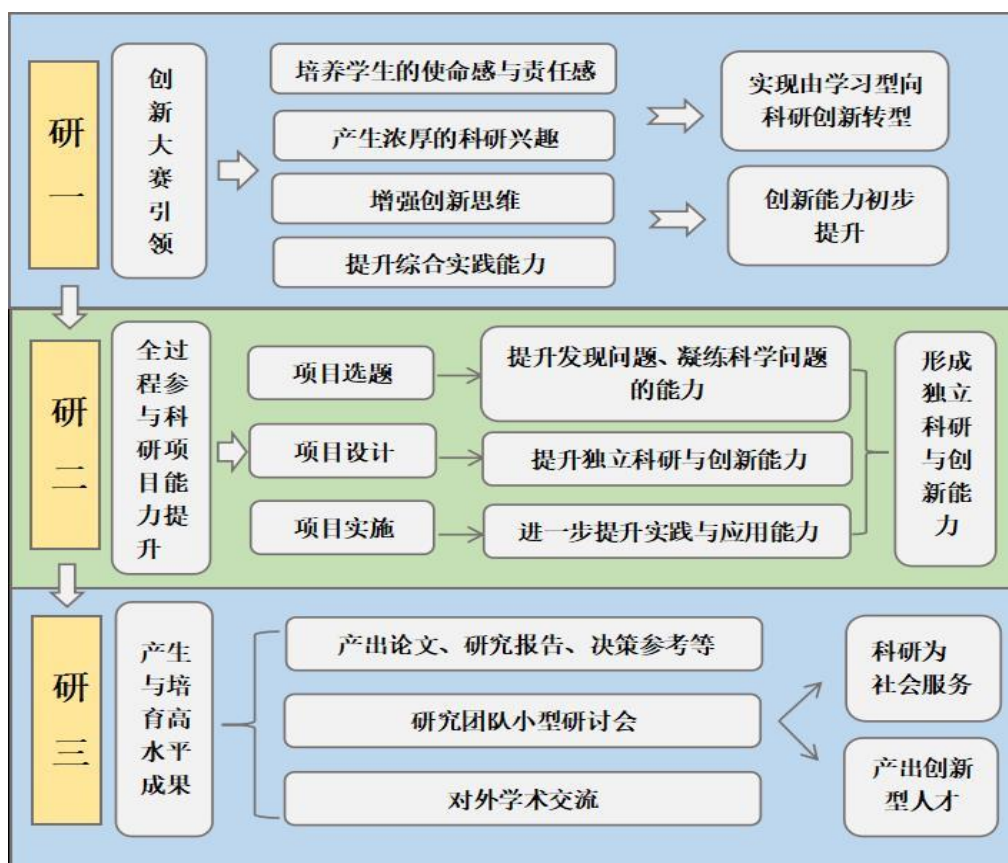 研一
创新大赛引领
培养学生的使命感与责任感
产生浓厚的科研兴趣
增强创新思维
提升综合实践能力
实现由学习型向
科研创新转型
创新能力初步
提升
研二
全过
程参
与科
研项
目能
力提
升
项目选题
提升发现问题、凝练科学问题
的能力
项目设计
提升独立科研与创新能力
项目实施
进一步提升实践与应用能力
形成
独立
科研
与创
新能
力
研三
产生
与培
育高
水平
成果
产出论文、研究报告、决策参考等
研究团队小型研讨会
对外学术交流
科研为
社会服务
产出创新
型人才